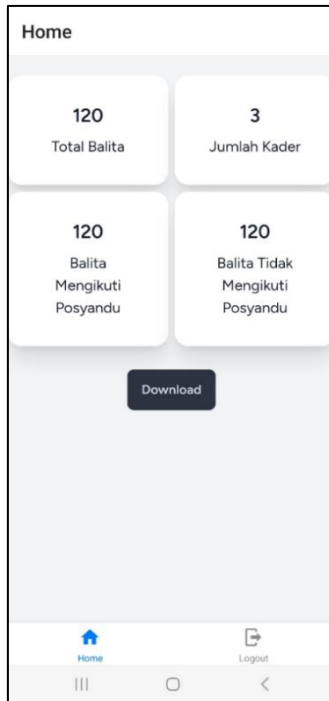 Home
120
Total Balita
3
Jumlah Kader
120
Balita
Mengikuti
Posyandu
120
Balita Tidak
Mengikuti
Posyandu
Download
Home
Logout